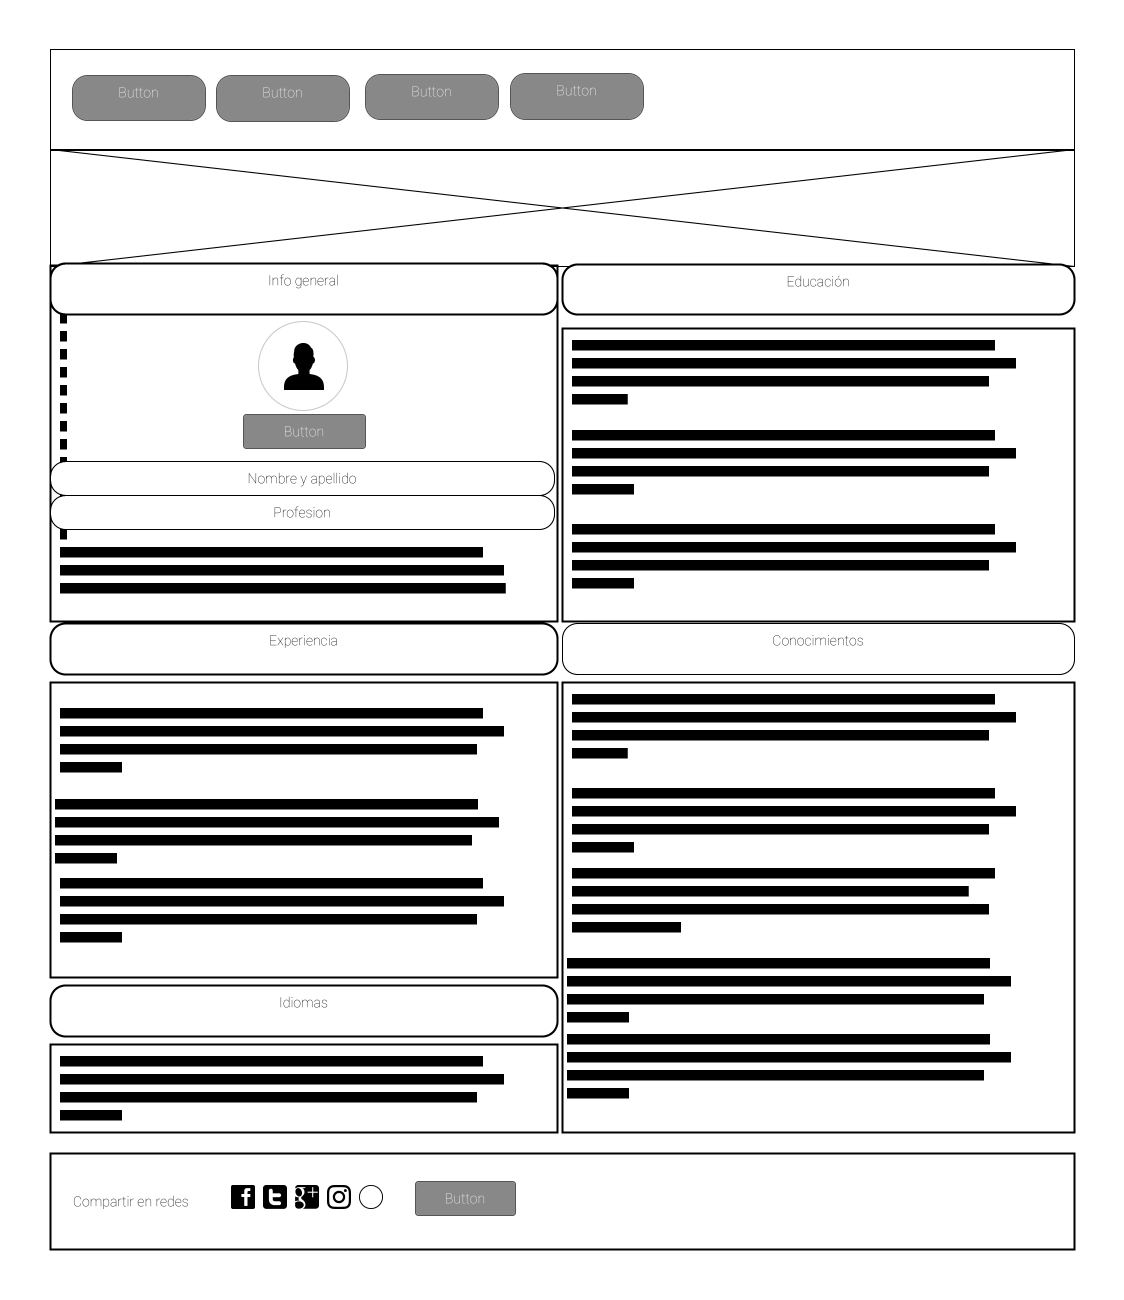 Button
Button
Button
Button
Info general
Educación
Button
Nombre y apellido
Profesion
Experiencia
Conocimientos
Idiomas
Compartir en redes
Button